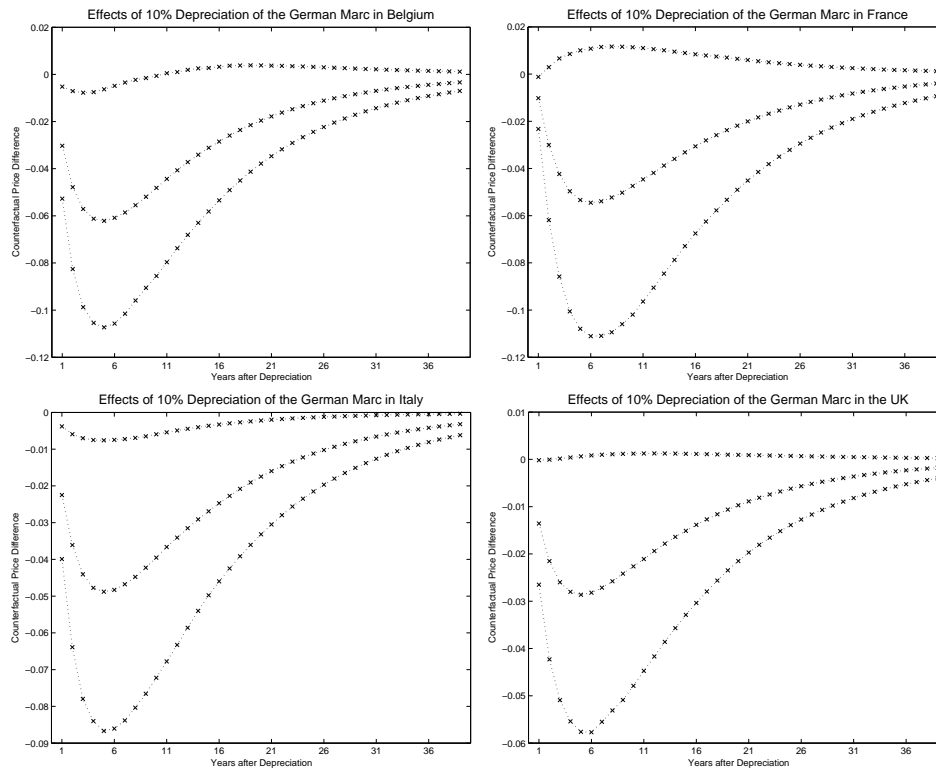 Effects of 10% Depreciation of the German Marc in Belgium
0.02
0
−0.02
−0.04
−0.06
−0.08
−0.1
−0.12
Counterfactual Price Difference
1 6 11 16 21 26 31 36
Years after Depreciation
Effects of 10% Depreciation of the German Marc in France
0.02
0
−0.02
−0.04
−0.06
−0.08
−0.1
−0.12
Counterfactual Price Difference
1 6 11 16 21 26 31 36
Years after Depreciation
Effects of 10% Depreciation of the German Marc in Italy
0
−0.01
−0.02
−0.03
−0.04
−0.05
−0.06
−0.07
−0.08
−0.09
Counterfactual Price Difference
1 6 11 16 21 26 31 36
Years after Depreciation
Effects of 10% Depreciation of the German Marc in the UK
0.01
0
−0.01
−0.02
−0.03
−0.04
−0.05
−0.06
Counterfactual Price Difference
1 6 11 16 21 26 31 36
Years after Depreciation